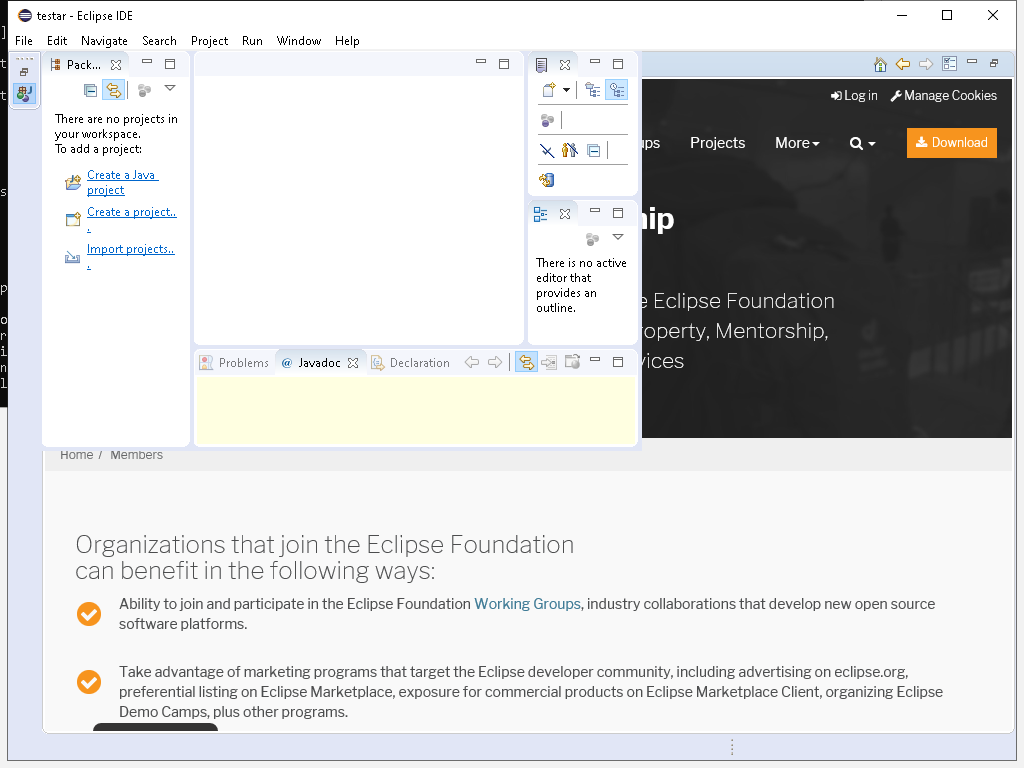 testar - Eclipse IDE
File Edit Navigate Search Project Run Window Help
Pack...
There are no projects in
your workspace.
To add a project:
Create a Java
project
Create a project..
.
Import projects..
.
There is no active
editor that
provides an
outline.
Problems @ Javadoc Declaration
Log in Manage Cookies
ups Projects More Download
hip
e Eclipse Foundation
roperty, Mentorship,
vices
Home / Members
Organizations that join the Eclipse Foundation
can benefit in the following ways:
Ability to join and participate in the Eclipse Foundation Working Groups, industry collaborations that develop new open source
software platforms.
Take advantage of marketing programs that target the Eclipse developer community, including advertising on eclipse.org,
preferential listing on Eclipse Marketplace, exposure for commercial products on Eclipse Marketplace Client, organizing Eclipse
Demo Camps, plus other programs.